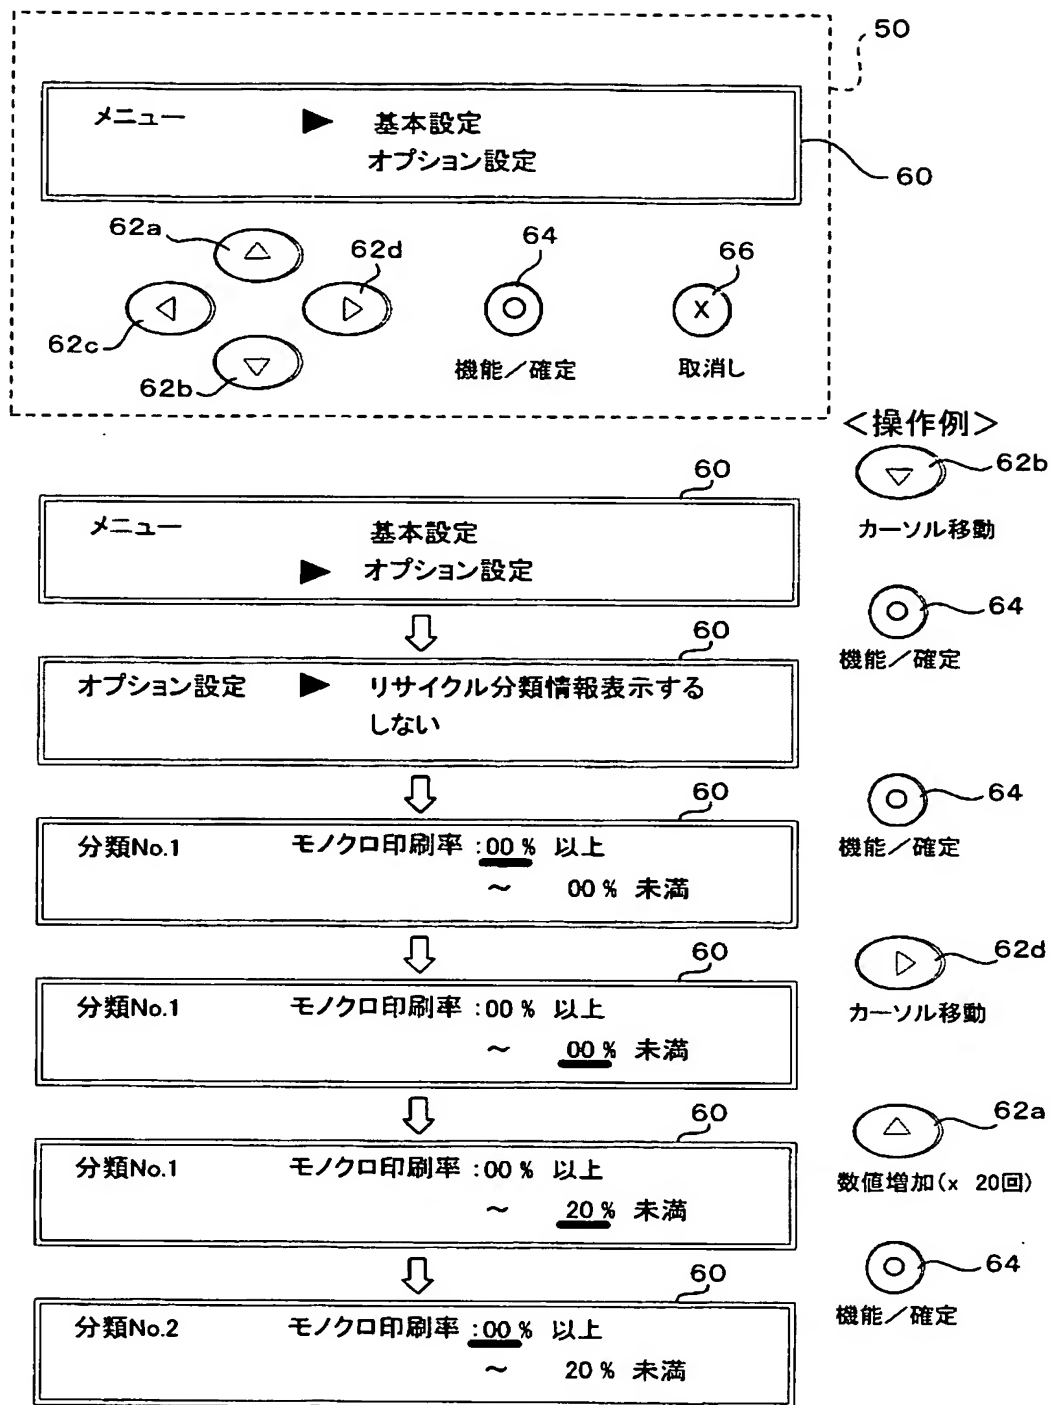 50
メニュー ▶ 基本設定
オプション設定
60
62a
62d
64
66
X
62c
62b
機能/確定
取消し
<操作例>
62b
カーソル移動
60
メニュー 基本設定
▶ オプション設定
64
機能/確定
60
オプション設定 ▶ リサイクル分類情報表示する
しない
64
機能/確定
60
分類No.1 モノクロ印刷率 :00 % 以上
~ 00 % 未満
62d
カーソル移動
60
分類No.1 モノクロ印刷率 :00 % 以上
~ 00 % 未満
62a
数値増加(x 20回)
60
分類No.1 モノクロ印刷率 :00 % 以上
~ 20 % 未満
64
機能/確定
60
分類No.2 モノクロ印刷率 :00 % 以上
~ 20 % 未満